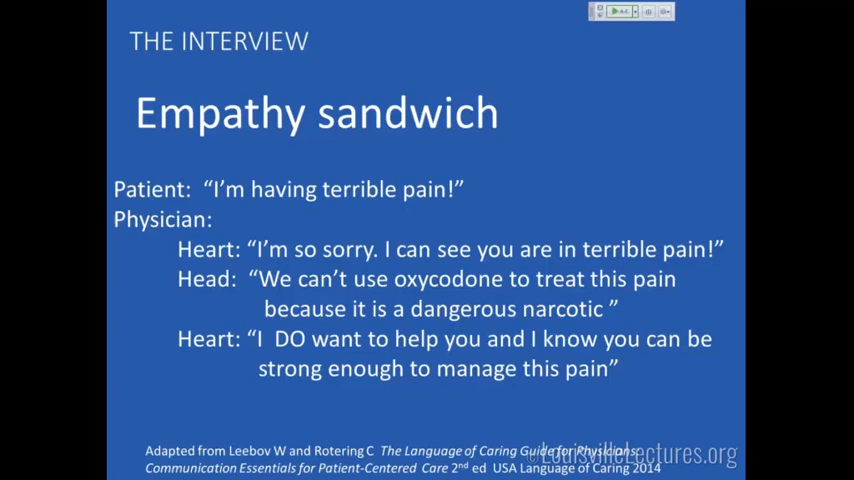 THE INTERVIEW
Empathy sandwich
Patient: “I’m having terrible pain!”
Physician:
Heart: “I’m so sorry. I can see you are in terrible pain!”
Head: “We can’t use oxycodone to treat this pain
because it is a dangerous narcotic ”
Heart: “I DO want to help you and I know you can be
strong enough to manage this pain”
Adapted from Leebov W and Rotering C The Language of Caring Guide for Physicians:
Communication Essentials for Patient-Centered Care 2nd ed USA Language of Caring 2014
©LouisvilleLectures.org